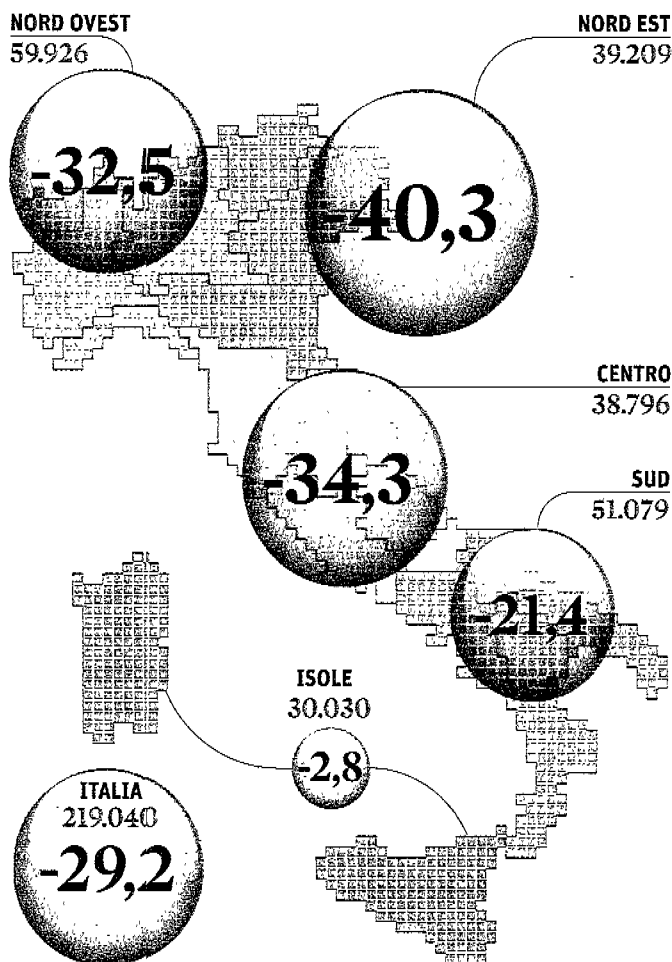 NORD OVEST
59.926
-32,5
NORD EST
39.209
-40,3
CENTRO
38.796
-34,3
SUD
51.079
-21,4
ISOLE
30.030
-2,8
ITALIA
219.040
-29,2